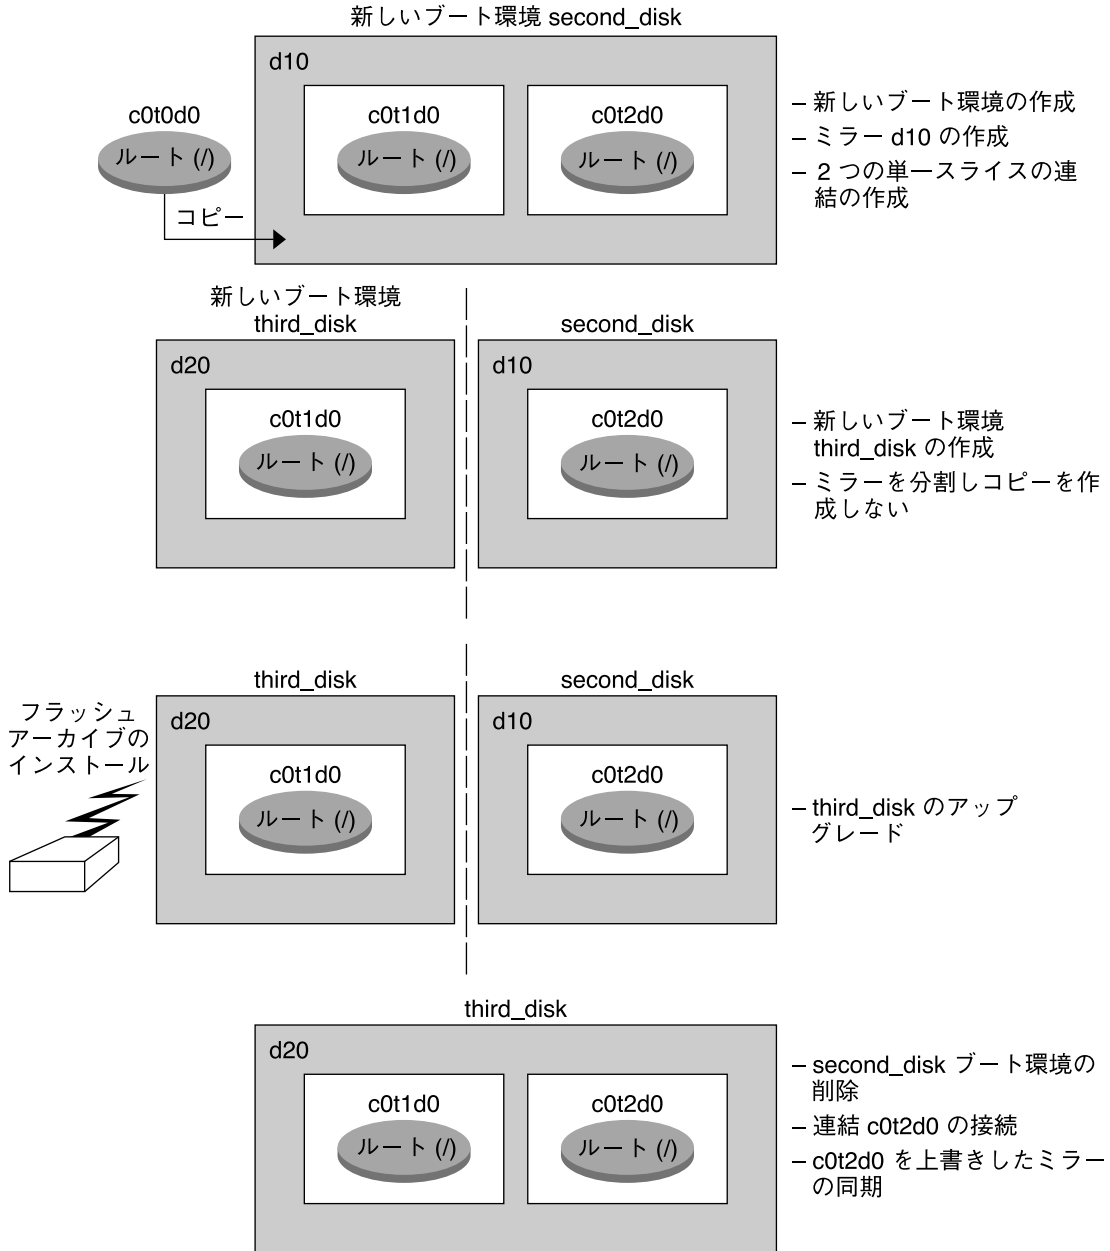 新しいブート環境 second_disk
d10
c0t0d0
ルート (/)
コピー
c0t1d0
ルート (/)
c0t2d0
ルート (/)
– 新しいブート環境の作成
– ミラー d10 の作成
– 2 つの単一スライスの連
結の作成
新しいブート環境
third_disk
d20
c0t1d0
ルート (/)
second_disk
d10
c0t2d0
ルート (/)
– 新しいブート環境
third_disk の作成
– ミラーを分割しコピーを作
成しない
フラッシュ
アーカイブの
インストール
third_disk
d20
c0t1d0
ルート (/)
second_disk
d10
c0t2d0
ルート (/)
– third_disk のアップ
グレード
third_disk
d20
c0t1d0
ルート (/)
c0t2d0
ルート (/)
– second_disk ブート環境の
削除
– 連結 c0t2d0 の接続
– c0t2d0 を上書きしたミラー
の同期